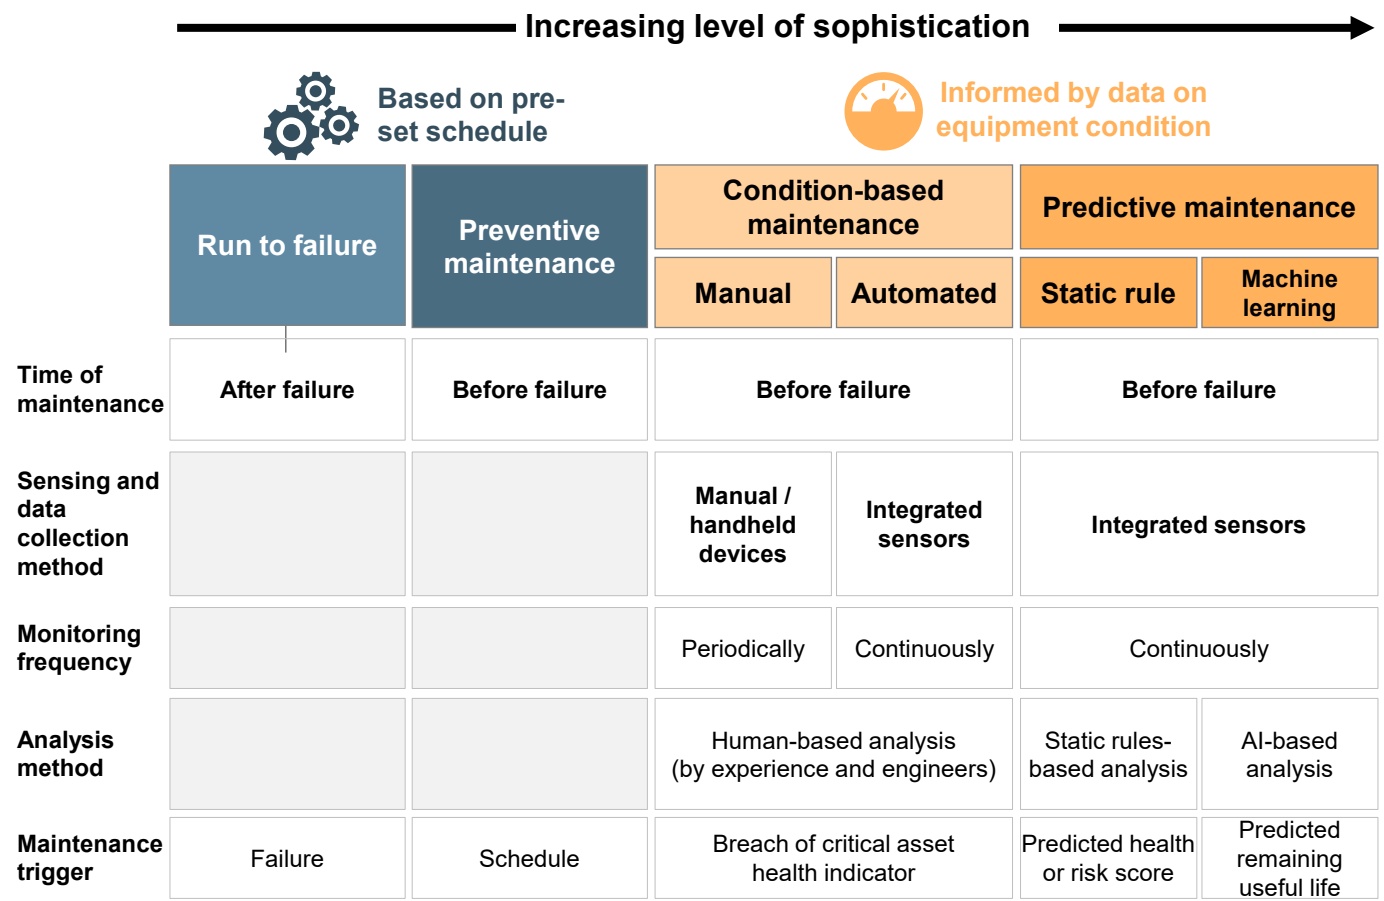 Increasing level of sophistication
Based on pre-
set schedule
Informed by data on
equipment condition
Run to failure
Preventive
maintenance
Condition-based
maintenance
Predictive maintenance
Manual
Automated
Static rule
Machine
learning
Time of
maintenance
After failure
Before failure
Before failure
Before failure
Sensing and
data
collection
method
Manual /
handheld
devices
Integrated
sensors
Integrated sensors
Monitoring
frequency
Periodically
Continuously
Continuously
Analysis
method
Human-based analysis
(by experience and engineers)
Static rules-
based analysis
AI-based
analysis
Maintenance
trigger
Failure
Schedule
Breach of critical asset
health indicator
Predicted health
or risk score
Predicted
remaining
useful life